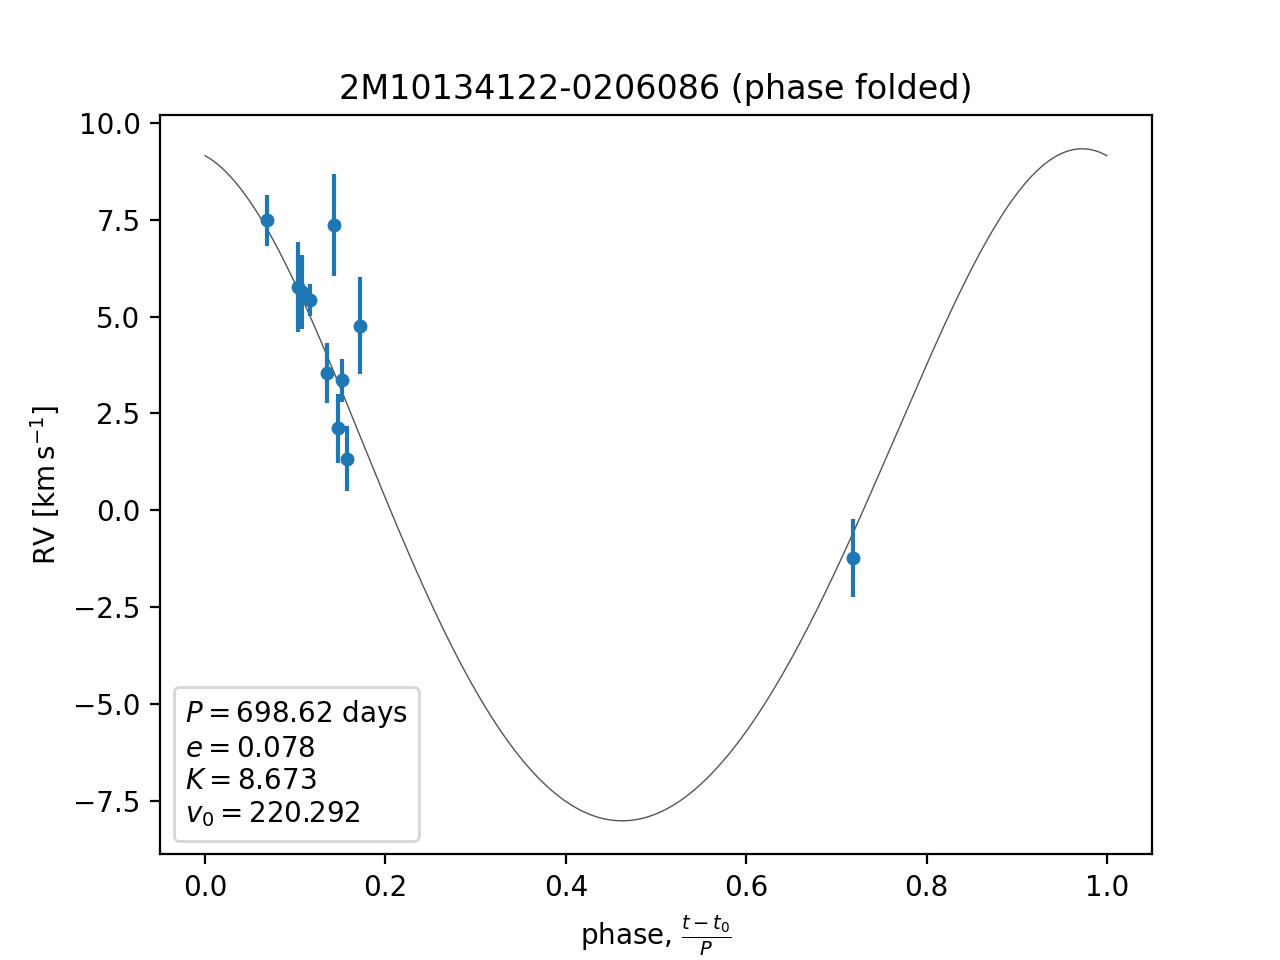 2M10134122-0206086 (phase folded)
10.0
7.5
5.0
2.5
0.0
−2.5
−5.0
−7.5
RV [km s⁻¹]
P = 698.62 days
e = 0.078
K = 8.673
v₀ = 220.292
0.0 0.2 0.4 0.6 0.8 1.0
phase, (t − t₀)/P